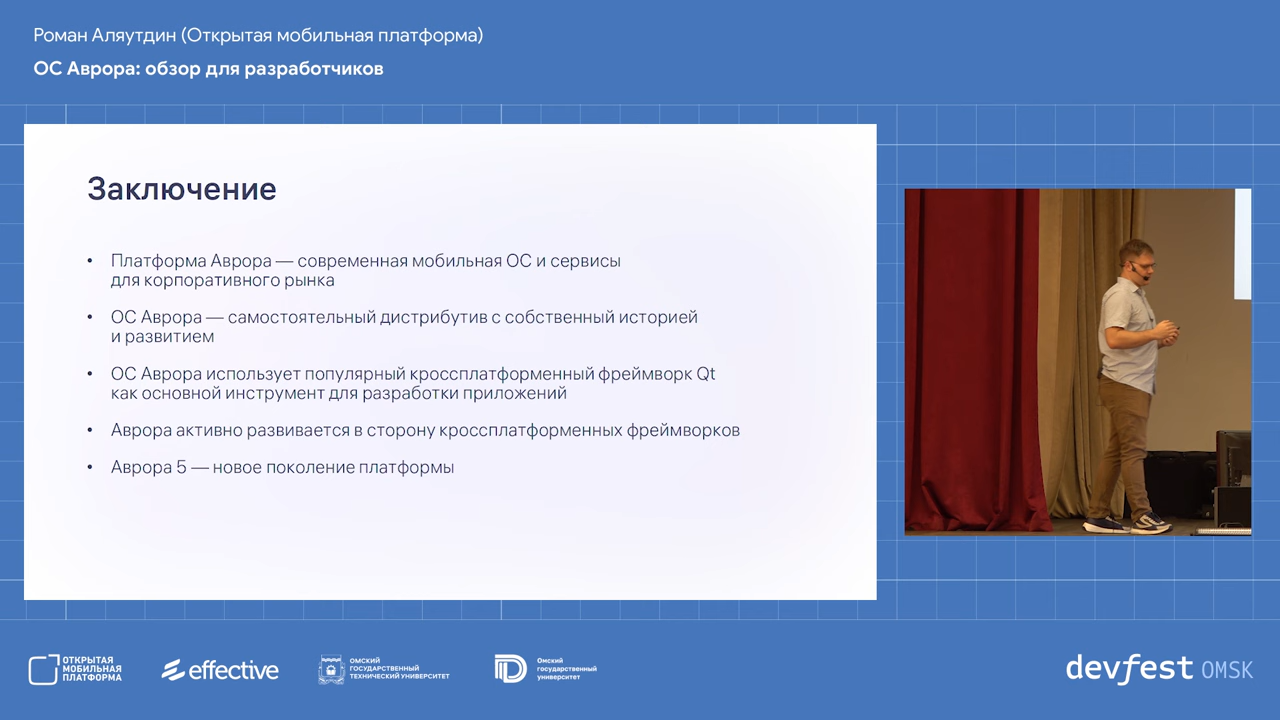 Роман Аляутдин (Открытая мобильная платформа)
ОС Аврора: обзор для разработчиков
Заключение
• Платформа Аврора — современная мобильная ОС и сервисы
для корпоративного рынка
• ОС Аврора — самостоятельный дистрибутив с собственный историей
и развитием
• ОС Аврора использует популярный кроссплатформенный фреймворк Qt
как основной инструмент для разработки приложений
• Аврора активно развивается в сторону кроссплатформенных фреймворков
• Аврора 5 — новое поколение платформы
ОТКРЫТАЯ
МОБИЛЬНАЯ
ПЛАТФОРМА
effective
ОМСКИЙ
ГОСУДАРСТВЕННЫЙ
ТЕХНИЧЕСКИЙ УНИВЕРСИТЕТ
Омский
государственный
университет
devfest OMSK